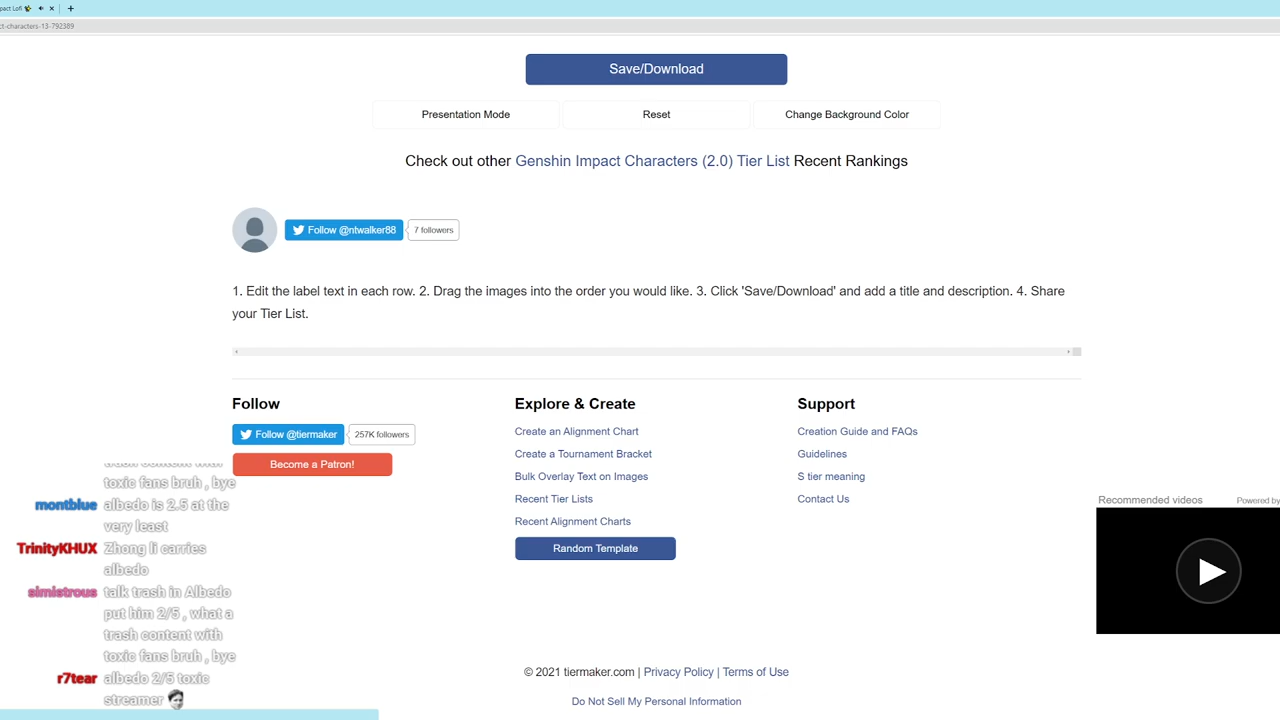 pact Lofi
ct-characters-13-792389
Save/Download
Presentation Mode
Reset
Change Background Color
Check out other Genshin Impact Characters (2.0) Tier List Recent Rankings
Follow @ntwalker88
7 followers
1. Edit the label text in each row. 2. Drag the images into the order you would like. 3. Click 'Save/Download' and add a title and description. 4. Share
your Tier List.
Follow
Follow @tiermaker
257K followers
Become a Patron!
Explore & Create
Create an Alignment Chart
Create a Tournament Bracket
Bulk Overlay Text on Images
Recent Tier Lists
Recent Alignment Charts
Random Template
Support
Creation Guide and FAQs
Guidelines
S tier meaning
Contact Us
toxic fans bruh , bye
montblue albedo is 2.5 at the
very least
TrinityKHUX Zhong li carries
albedo
simistrous talk trash in Albedo
put him 2/5 , what a
trash content with
toxic fans bruh , bye
r7tear albedo 2/5 toxic
streamer
Recommended videos
Powered by
© 2021 tiermaker.com | Privacy Policy | Terms of Use
Do Not Sell My Personal Information